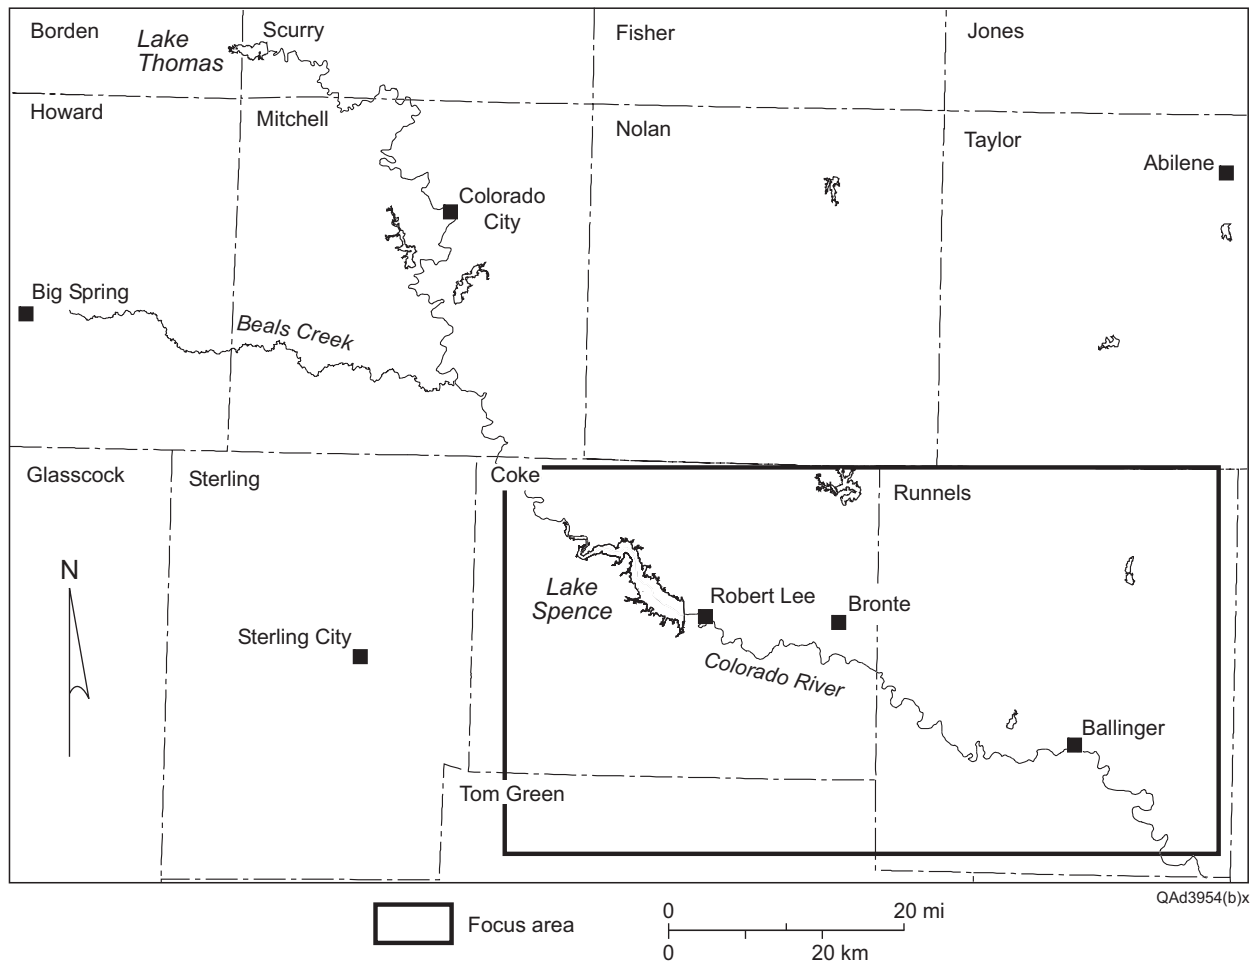 Borden
Lake
Thomas
Scurry
Fisher
Jones
Howard
Mitchell
Nolan
Taylor
Abilene
Colorado
City
Big Spring
Beals Creek
Glasscock
Sterling
Coke
Runnels
N
Lake
Spence
Robert Lee
Bronte
Sterling City
Colorado River
Ballinger
Tom Green
QAd3954(b)x
Focus area
0 20 mi
0 20 km